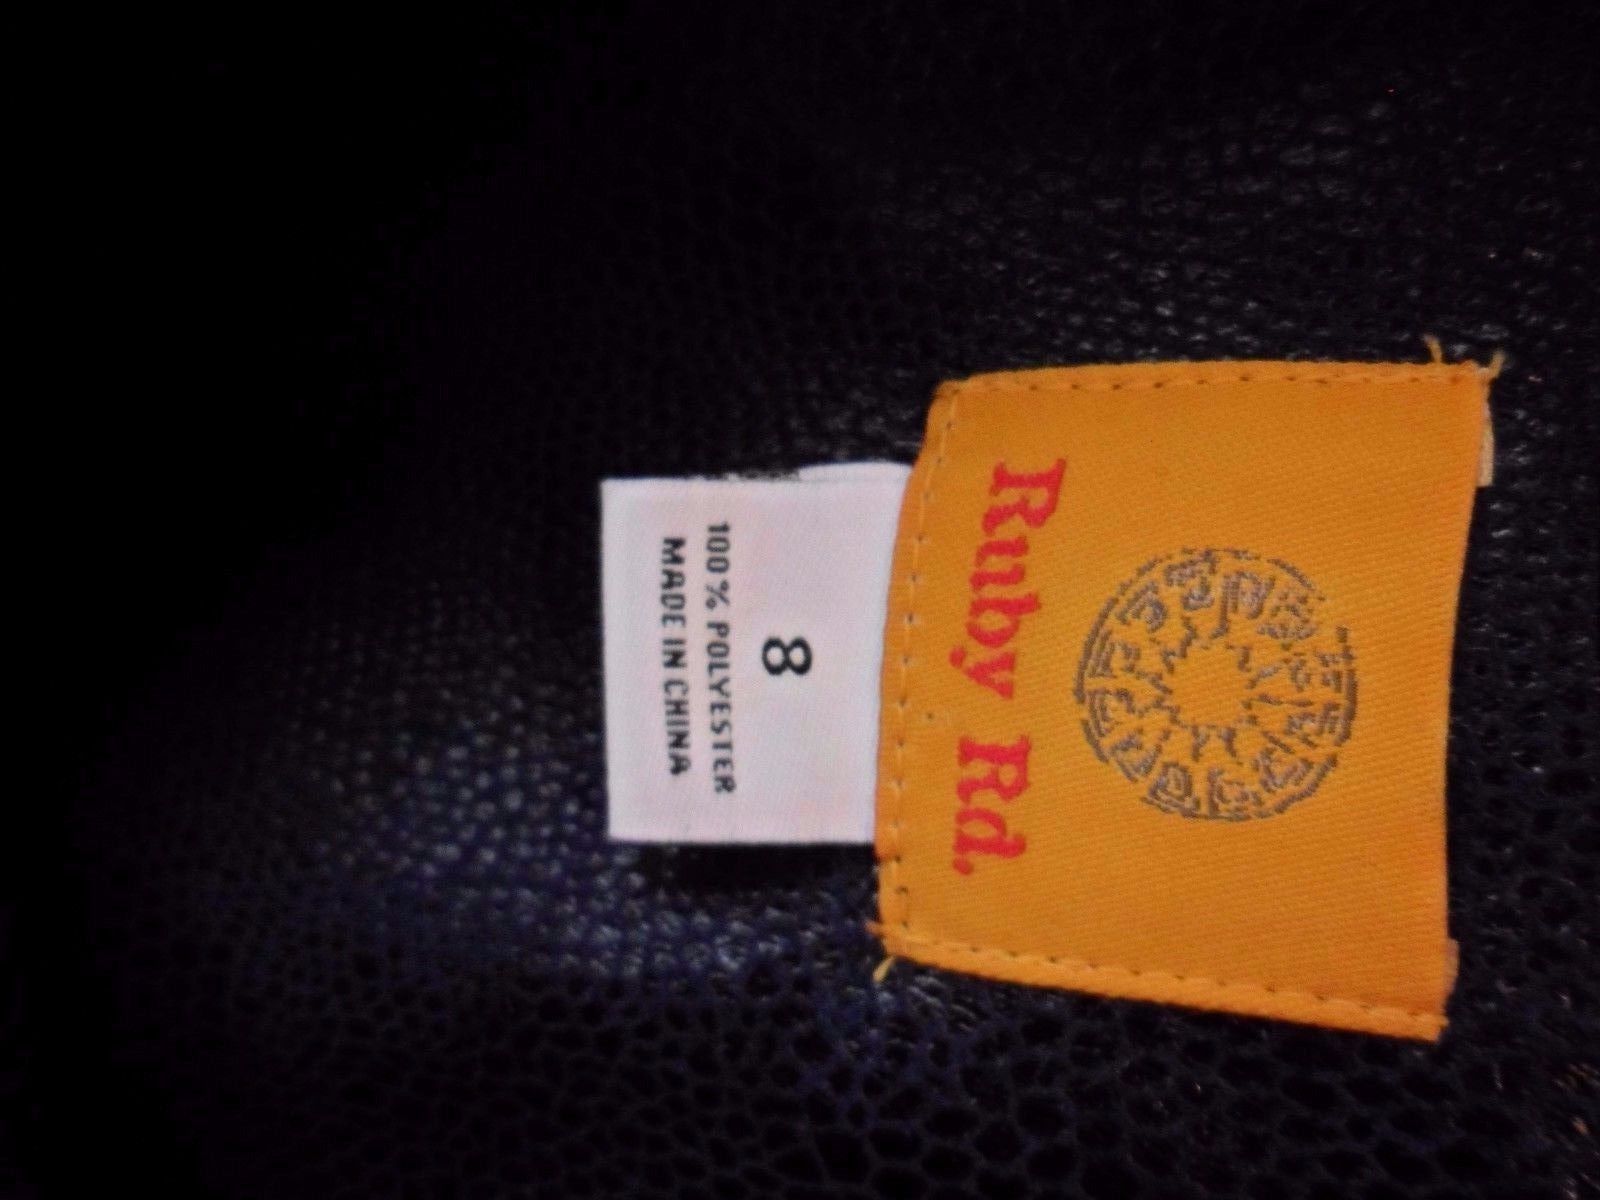 Ruby Rd.
8
100% POLYESTER
MADE IN CHINA